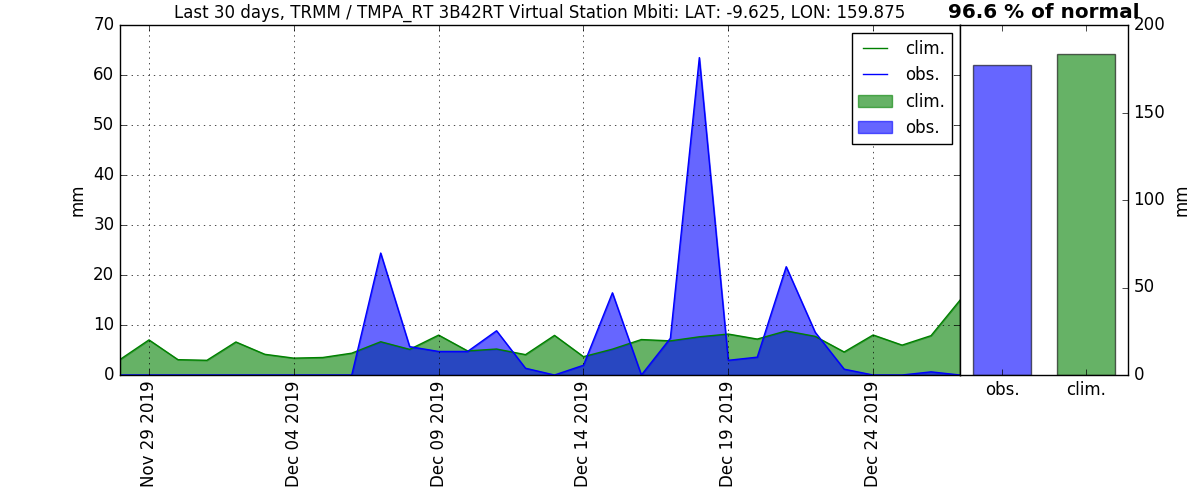 Last 30 days, TRMM / TMPA_RT 3B42RT Virtual Station Mbiti: LAT: -9.625, LON: 159.875
96.6 % of normal
clim.
obs.
clim.
obs.
70
60
50
40
30
20
10
0
mm
200
150
100
50
0
mm
Nov 29 2019
Dec 04 2019
Dec 09 2019
Dec 14 2019
Dec 19 2019
Dec 24 2019
obs.
clim.